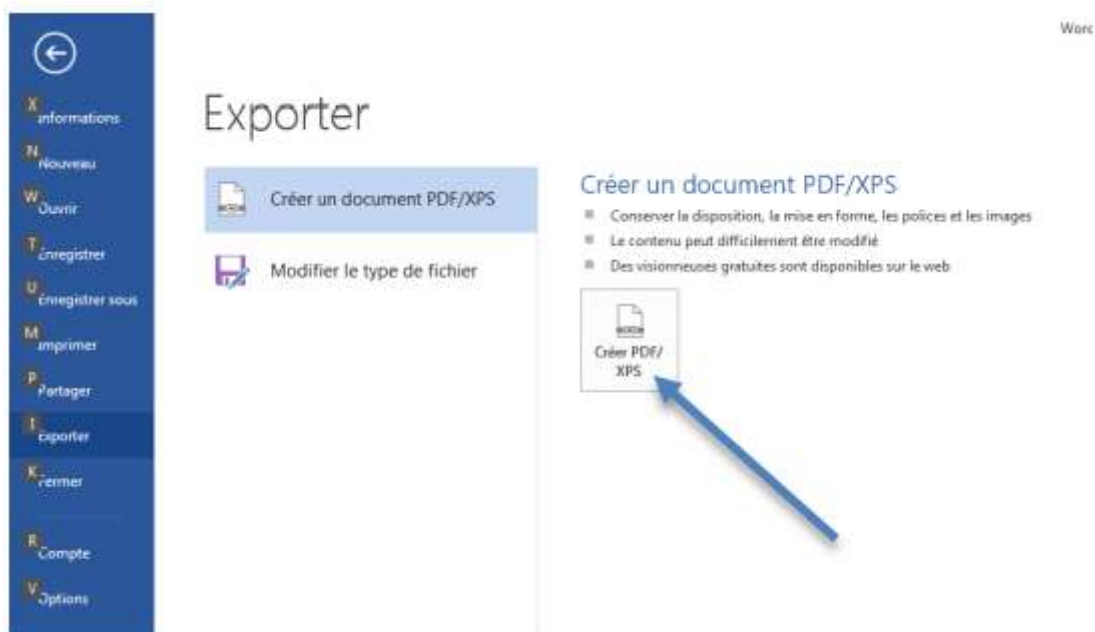 Word
X
Informations
N
Nouveau
W
Ouvrir
T
Enregistrer
U
Enregistrer sous
M
Imprimer
P
Partager
I
Exporter
K
Fermer
R
Compte
V
Options
Exporter
Créer un document PDF/XPS
Modifier le type de fichier
Créer un document PDF/XPS
Conserver la disposition, la mise en forme, les polices et les images
Le contenu peut difficilement être modifié
Des visionneuses gratuites sont disponibles sur le web
Créer PDF/
XPS